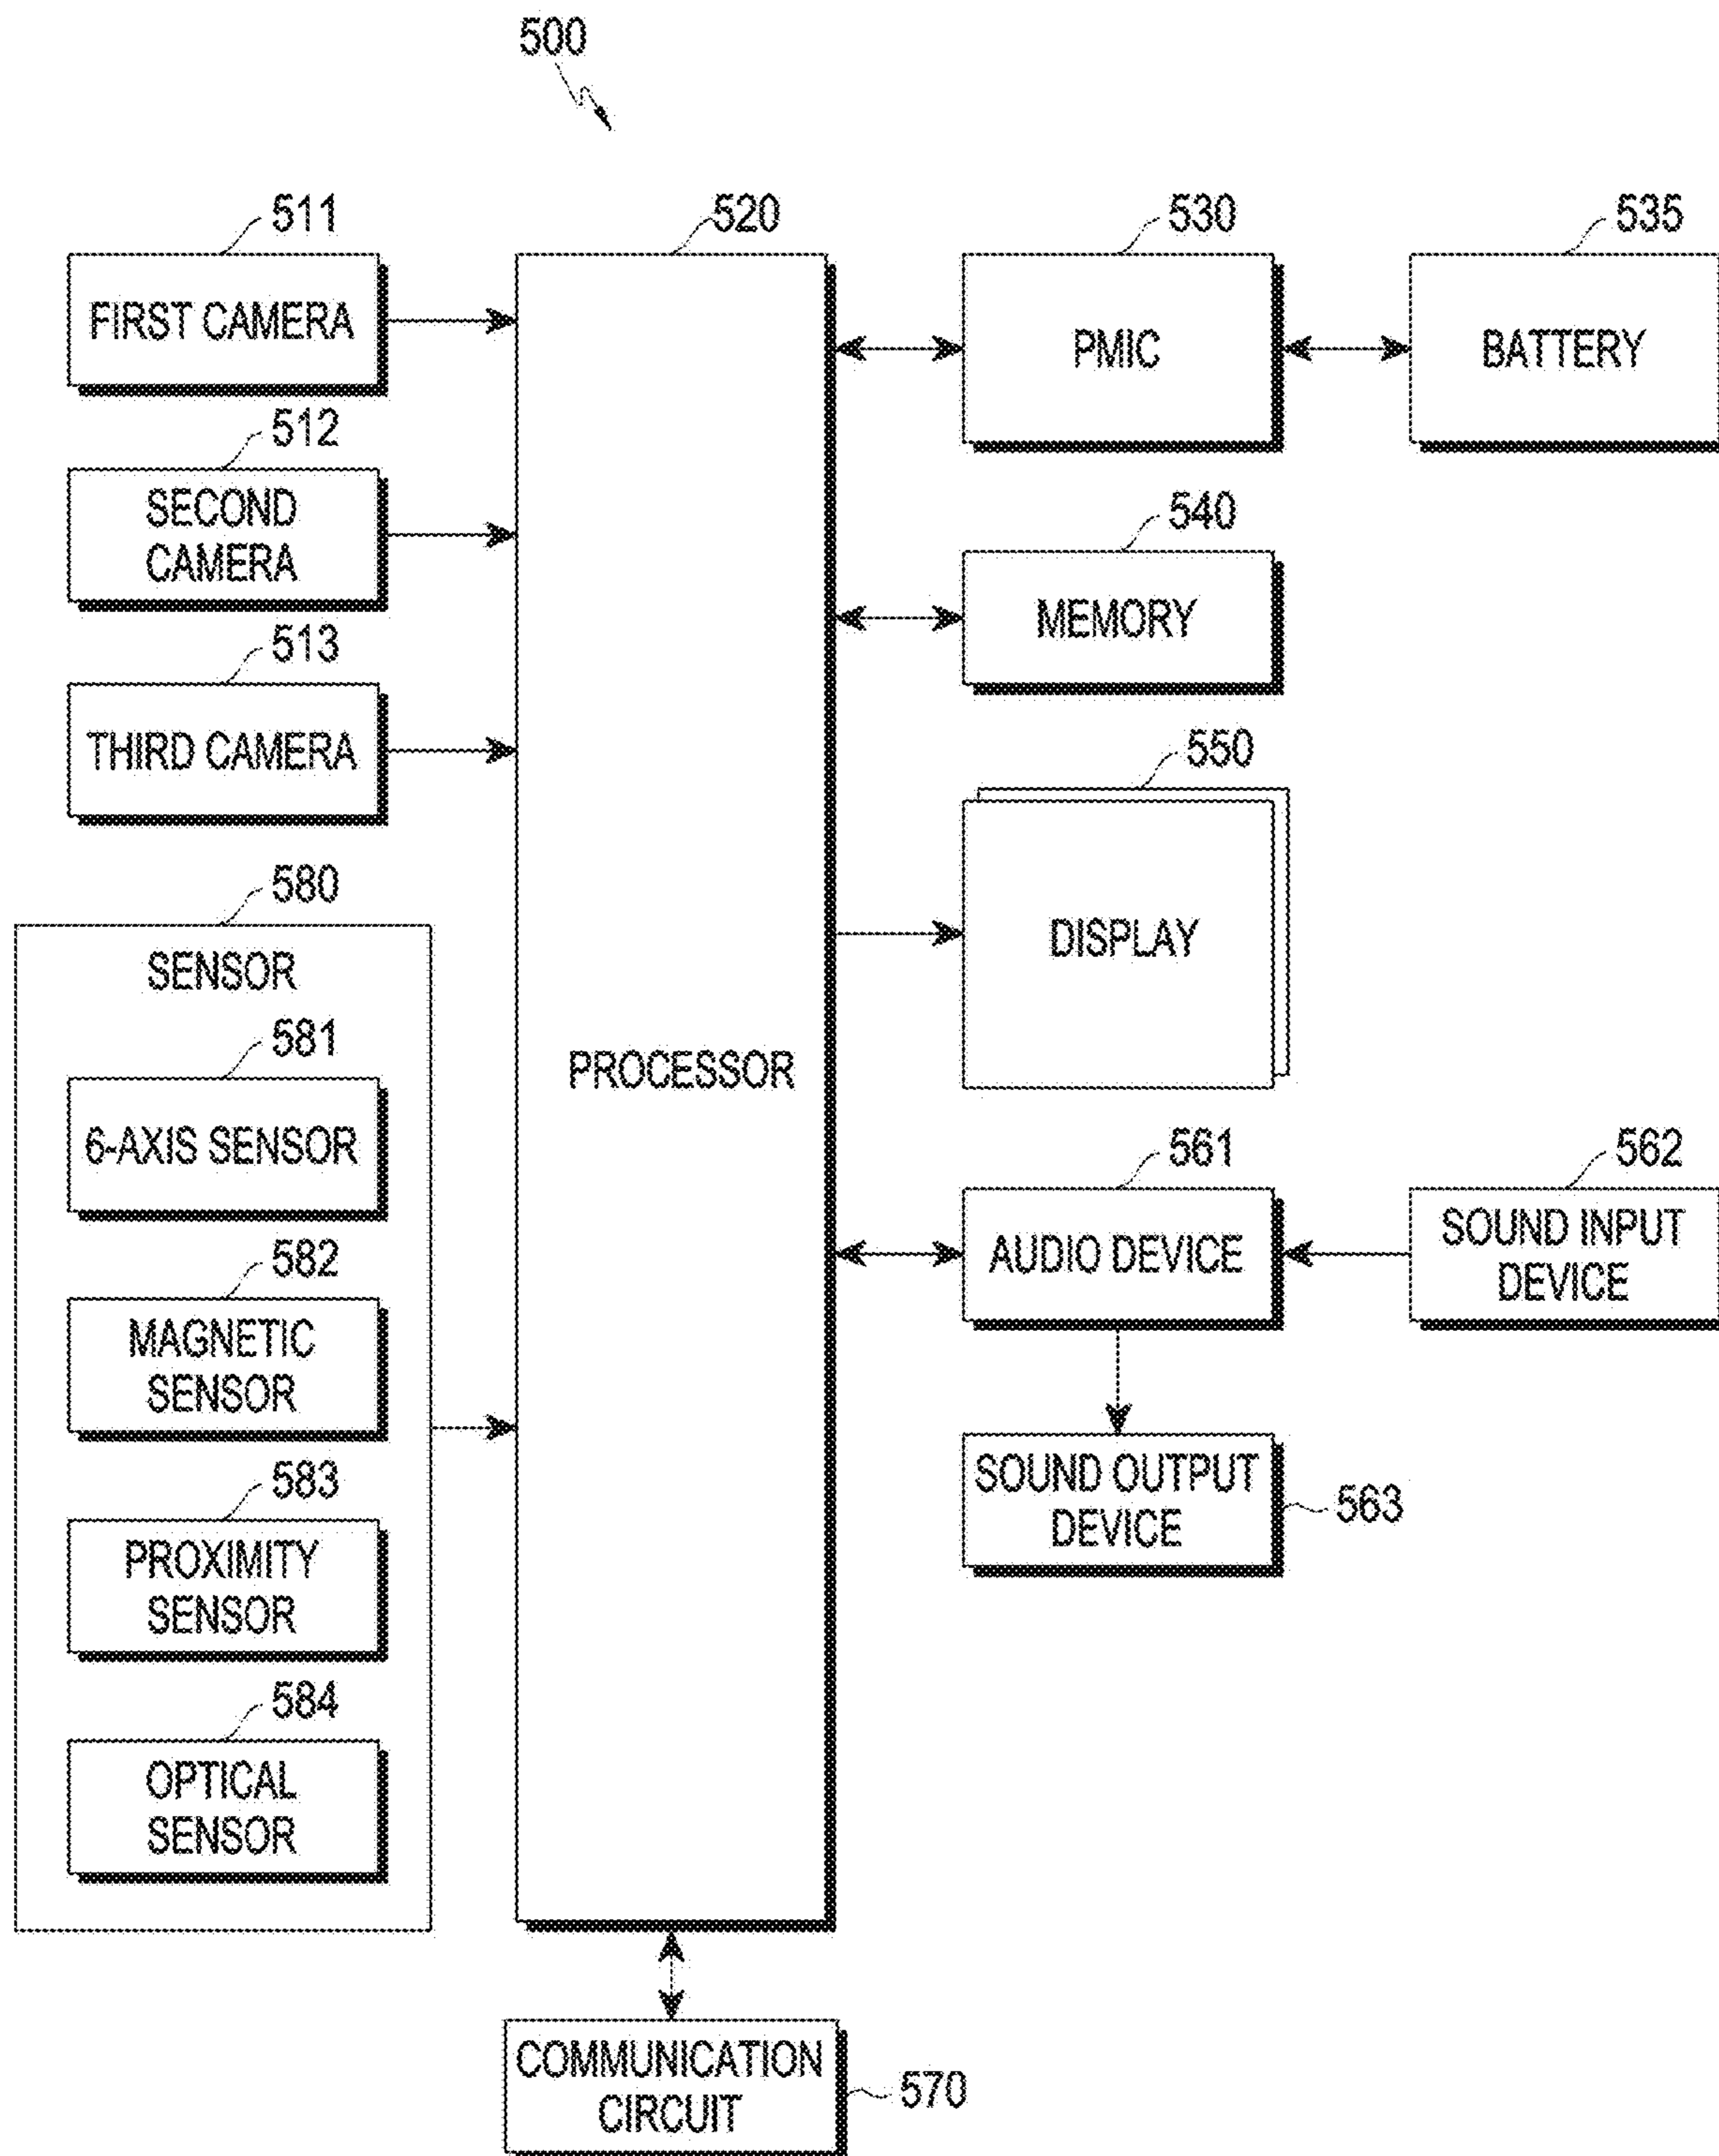 500
511
520
530
535
FIRST CAMERA
PMIC
BATTERY
512
SECOND
CAMERA
540
MEMORY
513
THIRD CAMERA
550
DISPLAY
580
SENSOR
581
6-AXIS SENSOR
PROCESSOR
561
562
AUDIO DEVICE
SOUND INPUT
DEVICE
582
MAGNETIC
SENSOR
SOUND OUTPUT
DEVICE
563
583
PROXIMITY
SENSOR
584
OPTICAL
SENSOR
COMMUNICATION
CIRCUIT
570